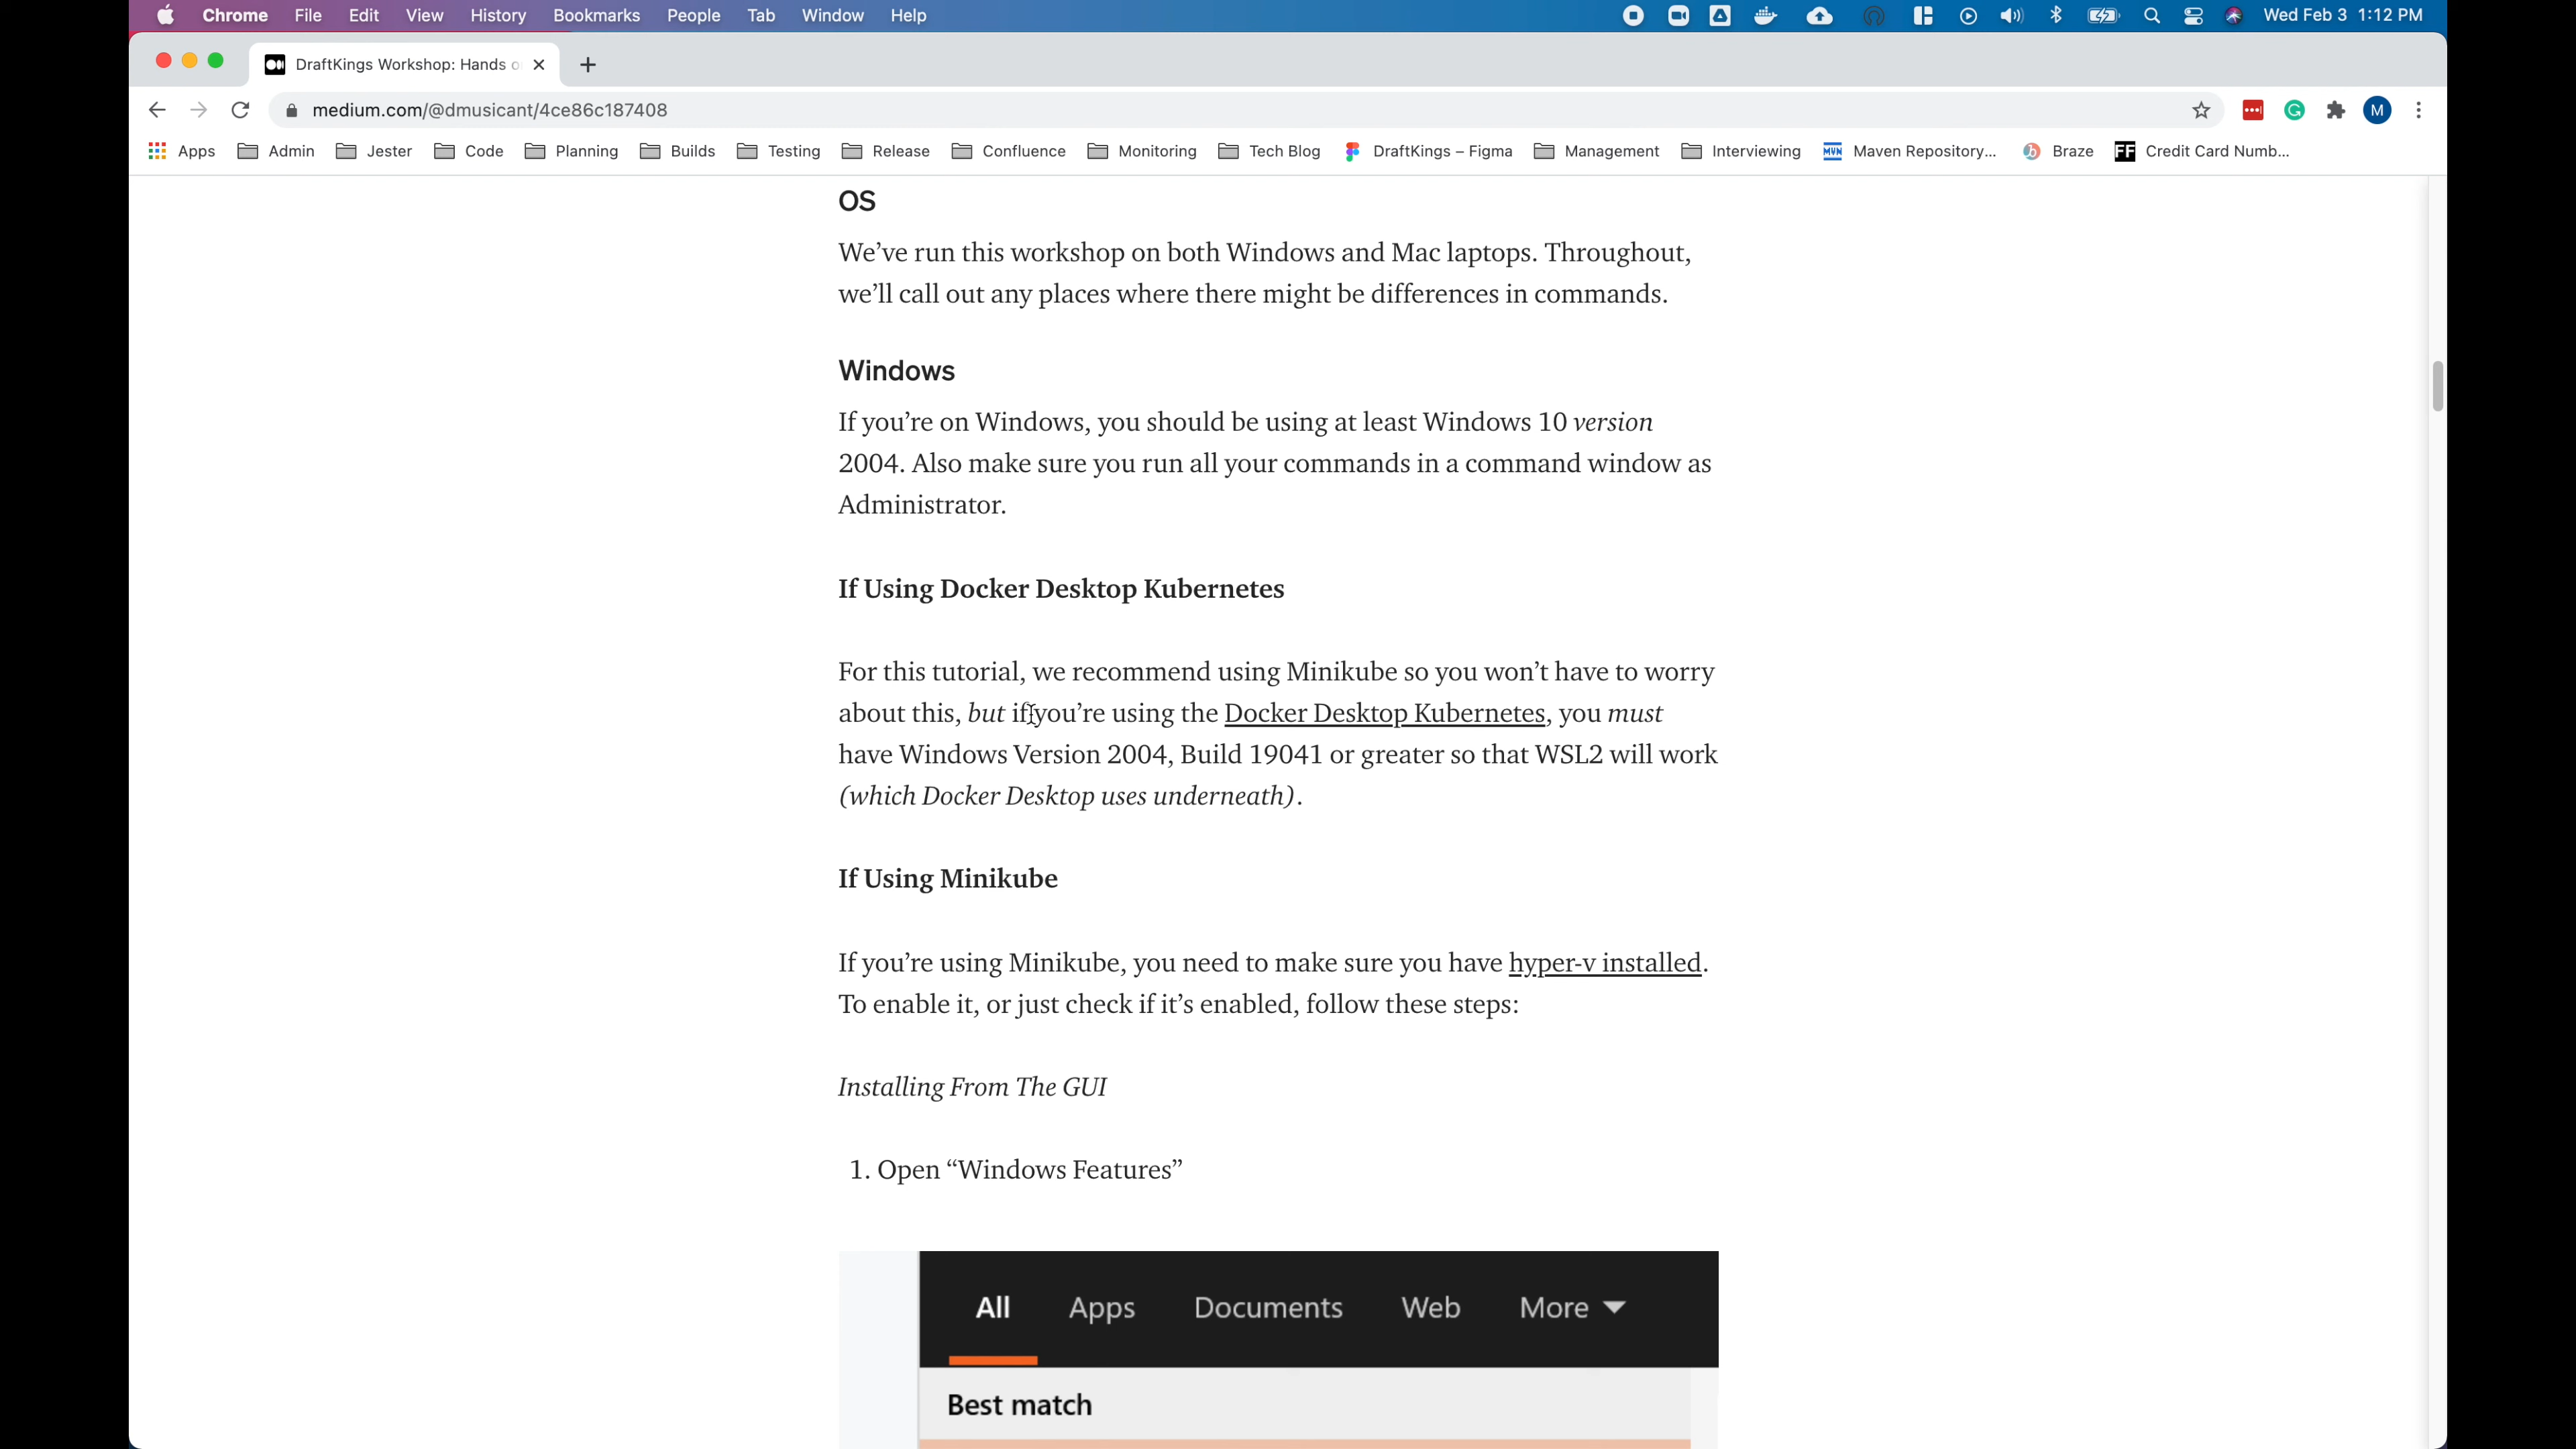 Chrome File Edit View History Bookmarks People Tab Window Help Wed Feb 3 1:12 PM
DraftKings Workshop: Hands o
medium.com/@dmusicant/4ce86c187408 M
Apps Admin Jester Code Planning Builds Testing Release Confluence Monitoring Tech Blog DraftKings – Figma Management Interviewing MVN Maven Repository... b Braze FF Credit Card Numb...
OS
We’ve run this workshop on both Windows and Mac laptops. Throughout,
we’ll call out any places where there might be differences in commands.
Windows
If you’re on Windows, you should be using at least Windows 10 version
2004. Also make sure you run all your commands in a command window as
Administrator.
If Using Docker Desktop Kubernetes
For this tutorial, we recommend using Minikube so you won’t have to worry
about this, but if you’re using the Docker Desktop Kubernetes, you must
have Windows Version 2004, Build 19041 or greater so that WSL2 will work
(which Docker Desktop uses underneath).
If Using Minikube
If you’re using Minikube, you need to make sure you have hyper-v installed.
To enable it, or just check if it’s enabled, follow these steps:
Installing From The GUI
1. Open “Windows Features”
All Apps Documents Web More
Best match